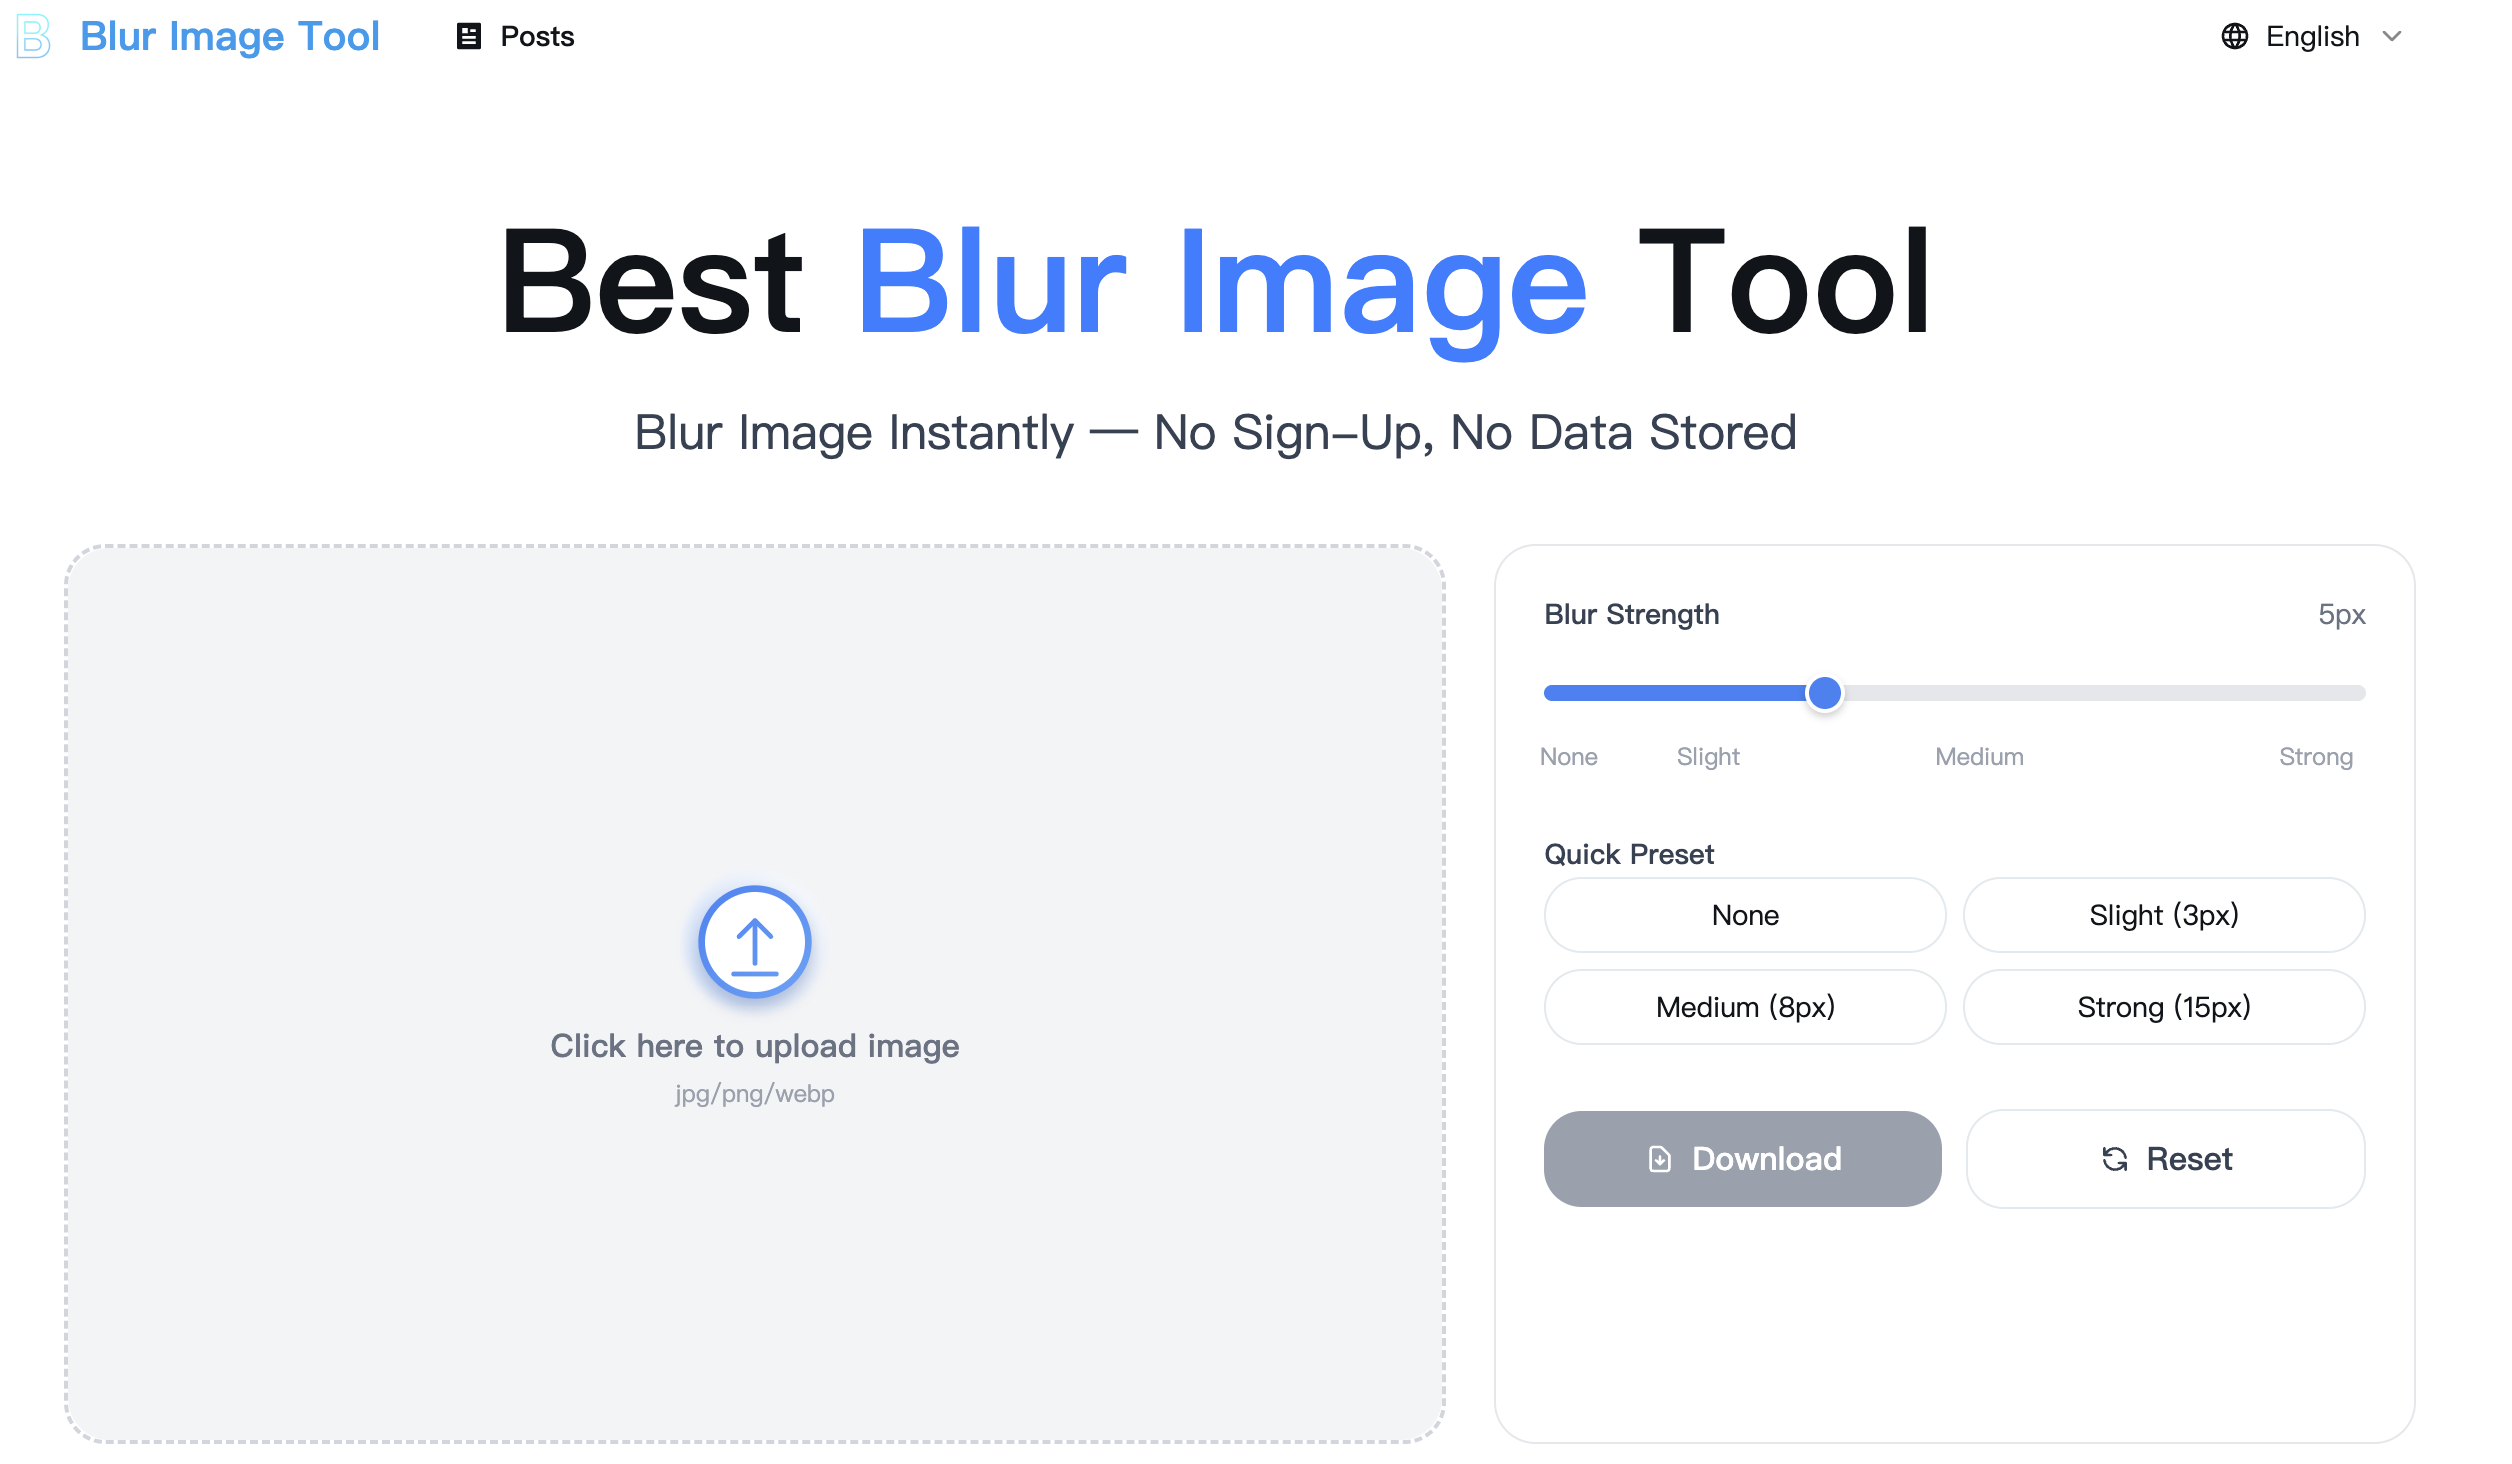 B Blur Image Tool Posts English
Best Blur Image Tool
Blur Image Instantly — No Sign-Up, No Data Stored
Click here to upload image
jpg/png/webp
Blur Strength 5px
None Slight Medium Strong
Quick Preset
None Slight (3px)
Medium (8px) Strong (15px)
Download Reset